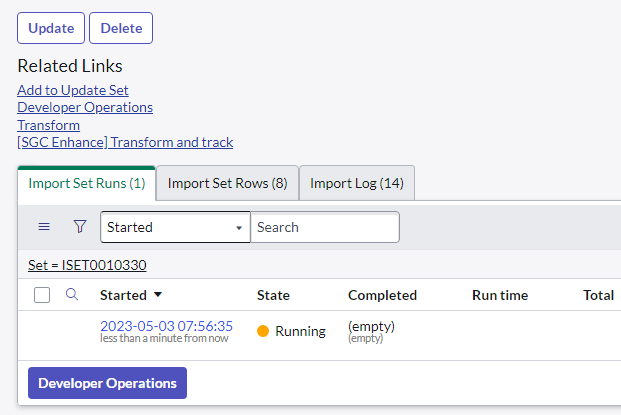 Update Delete
Related Links
Add to Update Set
Developer Operations
Transform
[SGC Enhance] Transform and track
Import Set Runs (1) Import Set Rows (8) Import Log (14)
Started Search
Set = ISET0010330
Started State Completed Run time Total
2023-05-03 07:56:35 Running (empty)
less than a minute from now (empty)
Developer Operations